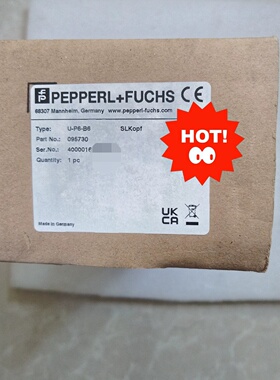 PEPPERL+FUCHS CE
68307 Mannheim, Germany www.pepperl-fuchs.com
Type: U-P6-B6 SLKopf
Part No.: 095730
Ser.No.: 4000016
Quantity: 1 pc
HOT!
UK
CA
Made in Germany